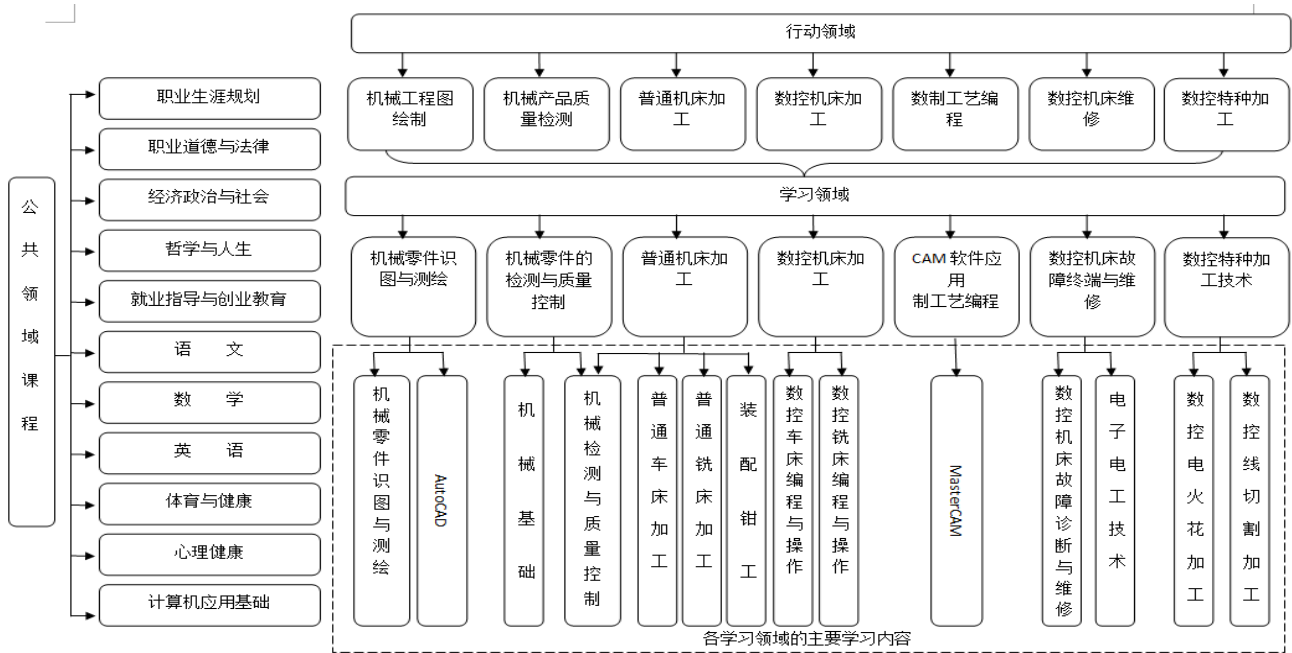 行动领域
机械工程图
绘制
机械产品质
量检测
普通机床加
工
数控机床加
工
数制工艺编
程
数控机床维
修
数控特种加
工
学习领域
机械零件识
图与测绘
机械零件的
检测与质量
控制
普通机床加
工
数控机床加
工
CAM 软件应
用
制工艺编程
数控机床故
障终端与维
修
数控特种加
工技术
公共领域课程
职业生涯规划
职业道德与法律
经济政治与社会
哲学与人生
就业指导与创业教育
语 文
数 学
英 语
体育与健康
心理健康
计算机应用基础
机械零件识图与测绘
AutoCAD
机械基础
机械检测与质量控制
普通车床加工
普通铣床加工
装配钳工
数控车床编程与操作
数控铣床编程与操作
MasterCAM
数控机床故障诊断与维修
电子电工技术
数控电火花加工
数控线切割加工
各学习领域的主要学习内容